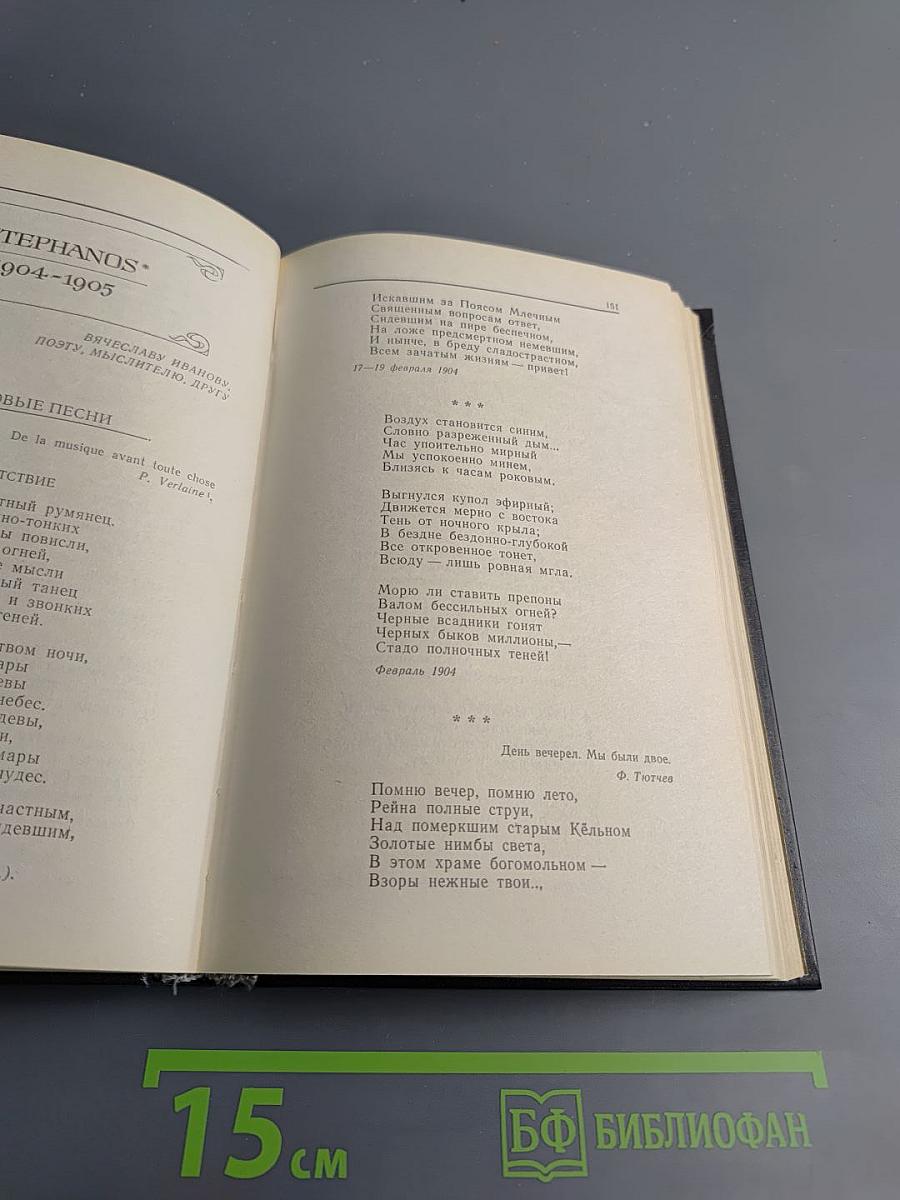 STEPHANOS*
1904-1905
ВЯЧЕСЛАВУ ИВАНОВУ,
ПОЭТУ, МЫСЛИТЕЛЮ, ДРУГУ
ОВЫЕ ПЕСНИ
De la musique avant toute chose
P. Verlaine¹,
ТСТВИЕ
тный румянец.
но-тонких
ы повисли,
огней,
е мысли
ый танец
и звонких
теней.
твом ночи,
ары
евы
небес.
девы,
и,
мары
чудес.
частным,
идевшим,
.).
151
Искавшим за Поясом Млечным
Священным вопросам ответ,
Сидевшим на пире беспечном,
На ложе предсмертном немевшим,
И нынче, в бреду сладострастном,
Всем зачатым жизням — привет!
17—19 февраля 1904
* * *
Воздух становится синим,
Словно разреженный дым...
Час упоительно мирный
Мы успокоенно минем,
Близясь к часам роковым.
Выгнулся купол эфирный;
Движется мерно с востока
Тень от ночного крыла;
В бездне бездонно-глубокой
Все откровенное тонет,
Всюду — лишь ровная мгла.
Морю ли ставить препоны
Валом бессильных огней?
Черные всадники гонят
Черных быков миллионы,—
Стадо полночных теней!
Февраль 1904
* * *
День вечерел. Мы были двое.
Ф. Тютчев
Помню вечер, помню лето,
Рейна полные струи,
Над померкшим старым Кёльном
Золотые нимбы света,
В этом храме богомольном —
Взоры нежные твои..,
15 см
БФ БИБЛИОФАН